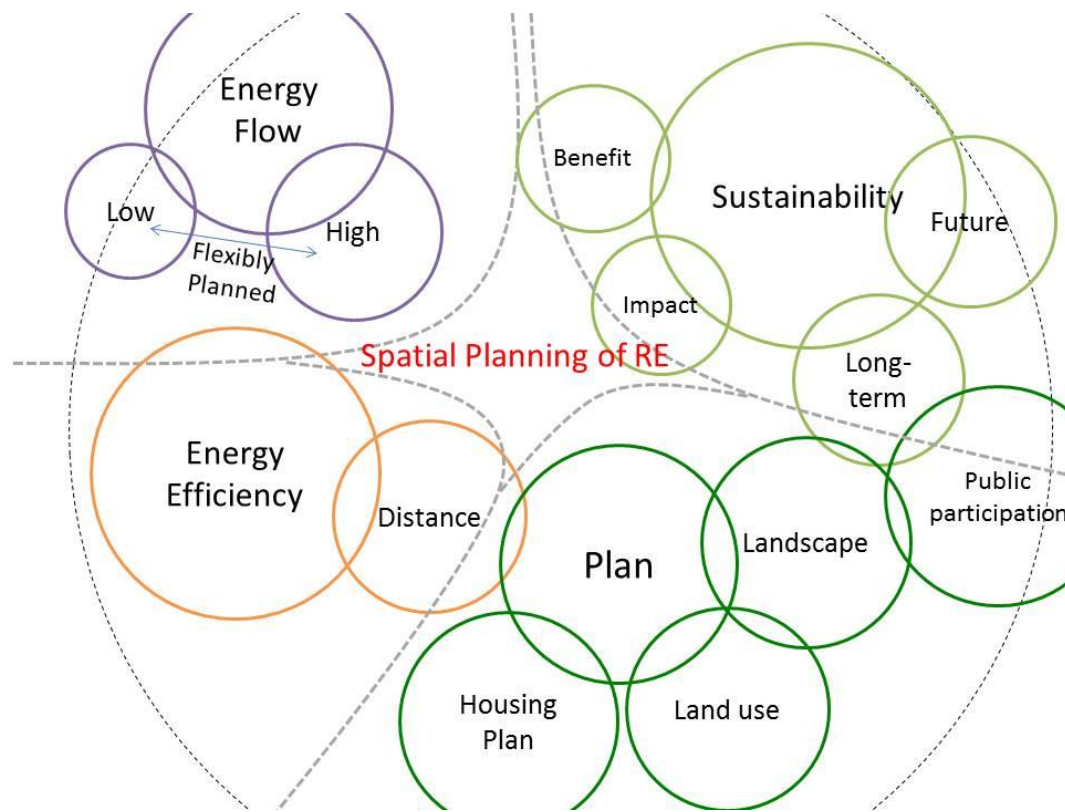 Energy
Flow
Low
High
Flexibly
Planned
Benefit
Sustainability
Future
Impact
Long-
term
Spatial Planning of RE
Energy
Efficiency
Distance
Plan
Landscape
Public
participation
Housing
Plan
Land use